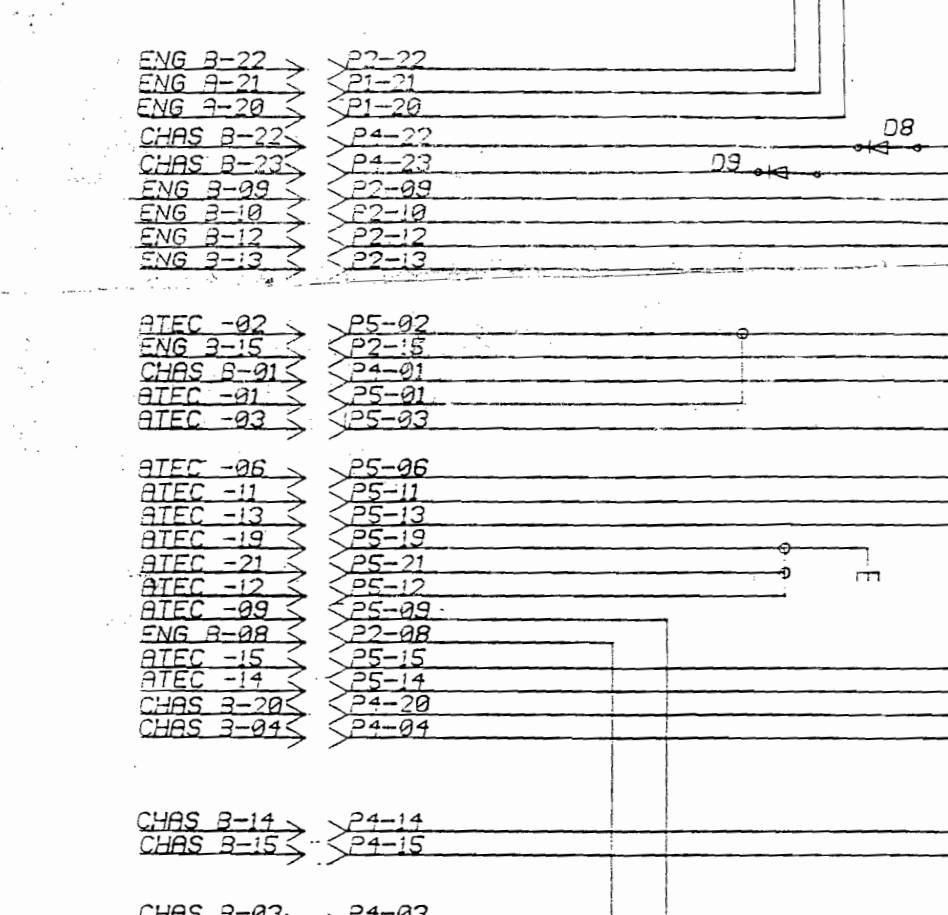 ENG B-22 P2-22
ENG A-21 P1-21
ENG A-20 P1-20
CHAS B-22 P4-22
D8
CHAS B-23 P4-23
D9
ENG B-09 P2-09
ENG B-10 P2-10
ENG B-12 P2-12
ENG B-13 P2-13
ATEC -02 P5-02
ENG B-15 P2-15
CHAS B-01 P4-01
ATEC -01 P5-01
ATEC -03 P5-03
ATEC -06 P5-06
ATEC -11 P5-11
ATEC -13 P5-13
ATEC -19 P5-19
ATEC -21 P5-21
ATEC -12 P5-12
ATEC -09 P5-09
ENG B-08 P2-08
ATEC -15 P5-15
ATEC -14 P5-14
CHAS B-20 P4-20
CHAS B-04 P4-04
CHAS B-14 P4-14
CHAS B-15 P4-15
CHAS B-03 P4-03